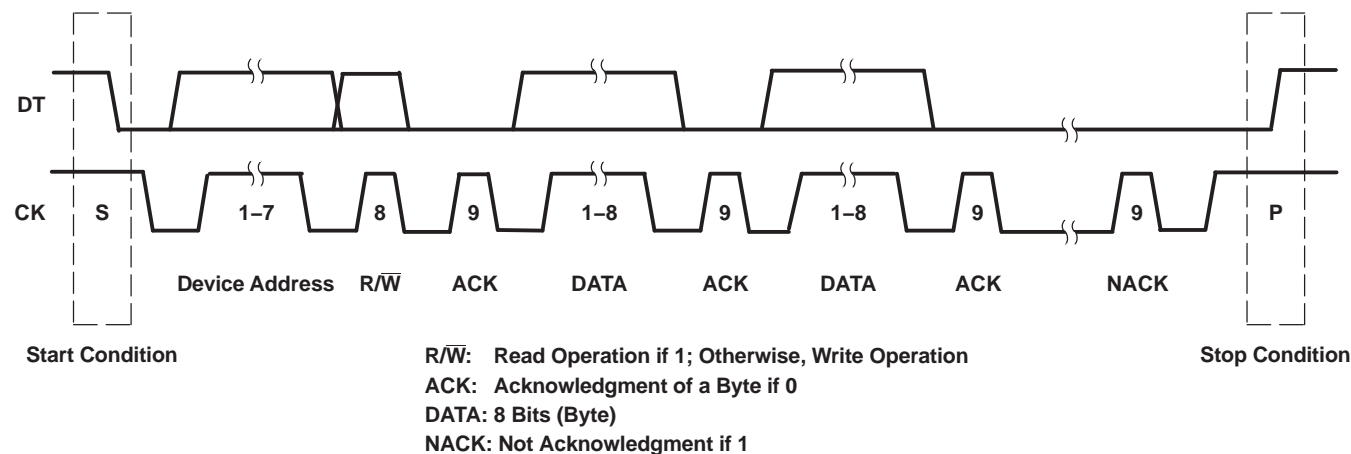 DT
CK S 1–7 8 9 1–8 9 1–8 9 9 P
Device Address R/W̅ ACK DATA ACK DATA ACK NACK
Start Condition
Stop Condition
R/W̅: Read Operation if 1; Otherwise, Write Operation
ACK: Acknowledgment of a Byte if 0
DATA: 8 Bits (Byte)
NACK: Not Acknowledgment if 1